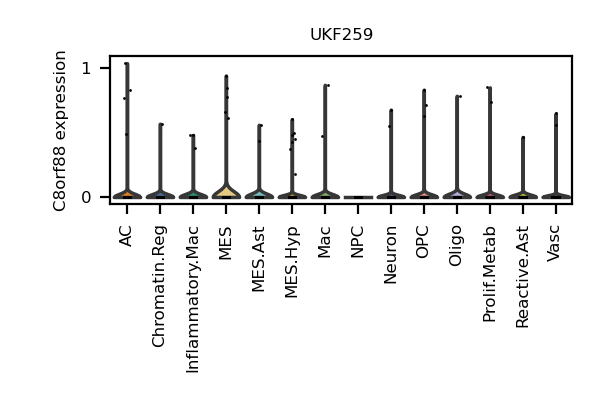 UKF259
C8orf88 expression
1
0
AC
Chromatin.Reg
Inflammatory.Mac
MES
MES.Ast
MES.Hyp
Mac
NPC
Neuron
OPC
Oligo
Prolif.Metab
Reactive.Ast
Vasc